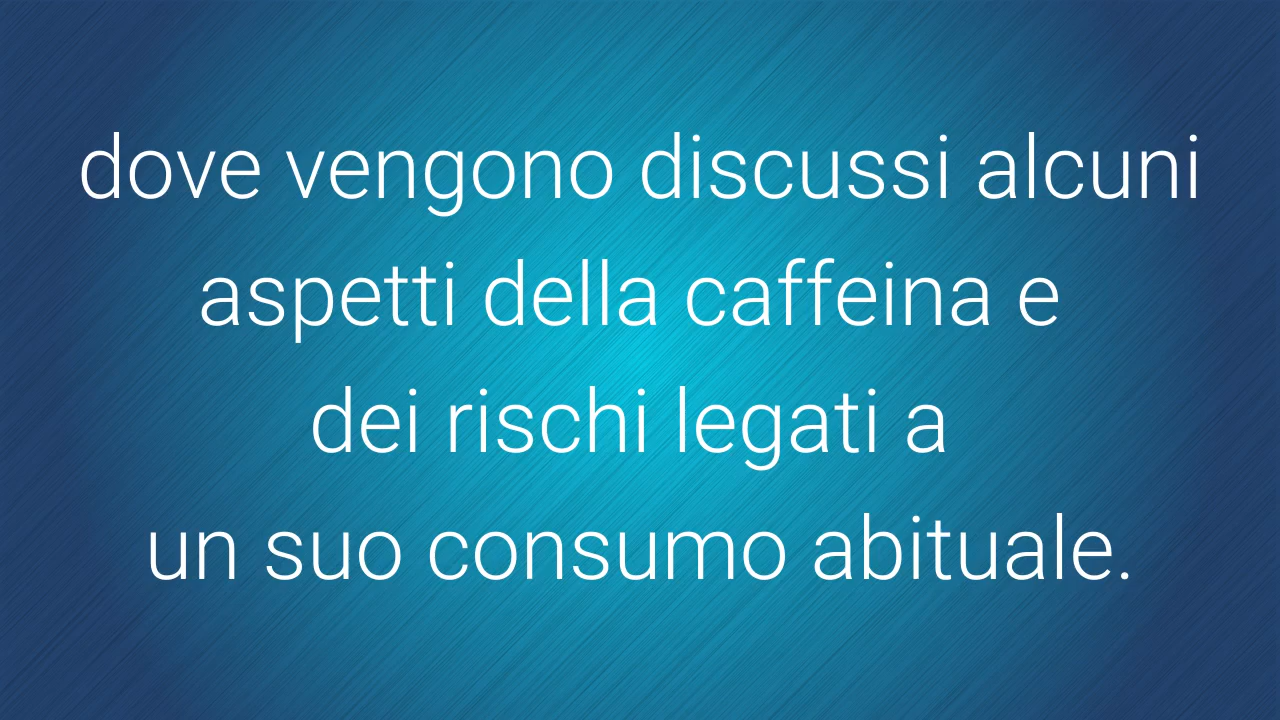 dove vengono discussi alcuni
aspetti della caffeina e
dei rischi legati a
un suo consumo abituale.